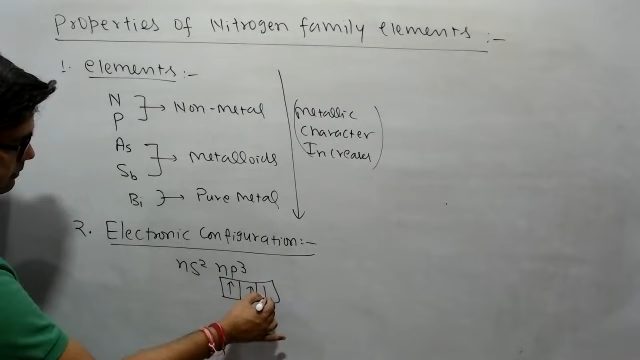 Properties of Nitrogen family elements :-
1. elements :-
N
P
Non-metal
As
Sb
Metalloids
Bi
Pure Metal
(Metallic
Character
Increases)
2. Electronic Configuration :-
ns² np³
↑ ↑